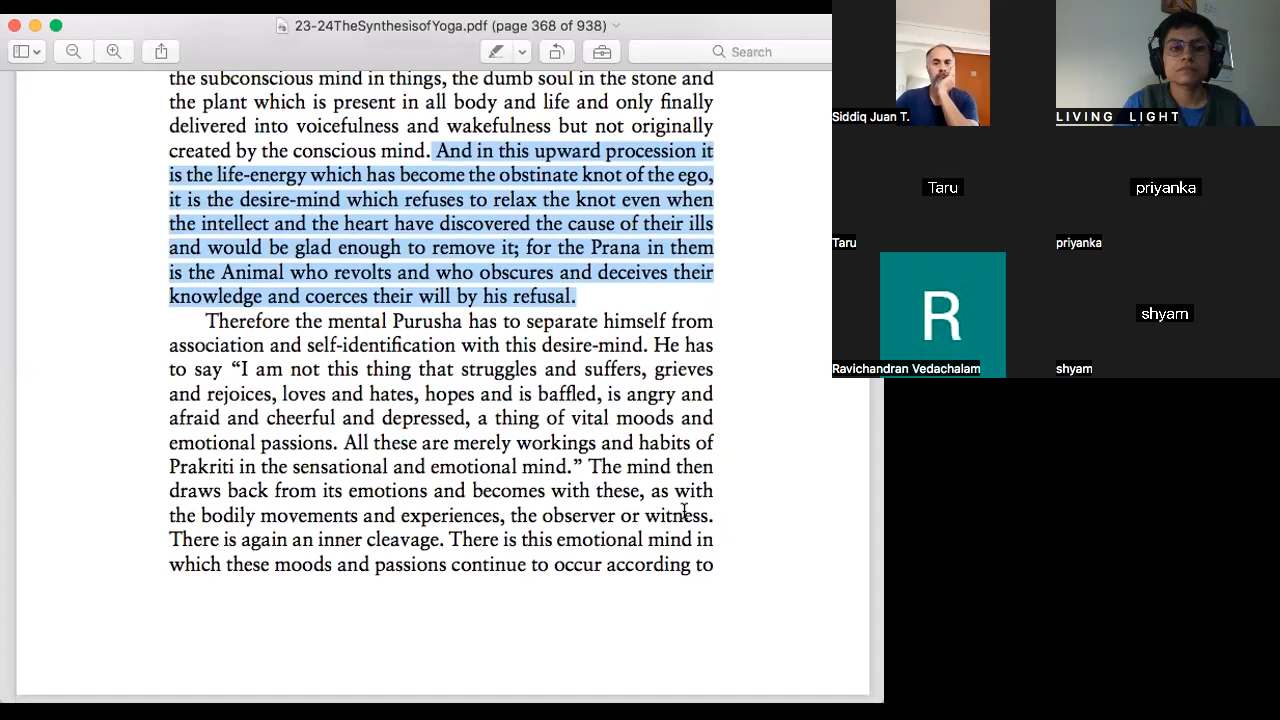 23-24TheSynthesisofYoga.pdf (page 368 of 938)
Search
the subconscious mind in things, the dumb soul in the stone and
the plant which is present in all body and life and only finally
delivered into voicefulness and wakefulness but not originally
created by the conscious mind. And in this upward procession it
is the life-energy which has become the obstinate knot of the ego,
it is the desire-mind which refuses to relax the knot even when
the intellect and the heart have discovered the cause of their ills
and would be glad enough to remove it; for the Prana in them
is the Animal who revolts and who obscures and deceives their
knowledge and coerces their will by his refusal.
Therefore the mental Purusha has to separate himself from
association and self-identification with this desire-mind. He has
to say “I am not this thing that struggles and suffers, grieves
and rejoices, loves and hates, hopes and is baffled, is angry and
afraid and cheerful and depressed, a thing of vital moods and
emotional passions. All these are merely workings and habits of
Prakriti in the sensational and emotional mind.” The mind then
draws back from its emotions and becomes with these, as with
the bodily movements and experiences, the observer or witness.
There is again an inner cleavage. There is this emotional mind in
which these moods and passions continue to occur according to
Siddiq Juan T.
LIVING LIGHT
Taru
Taru
priyanka
priyanka
R
Ravichandran Vedachalam
shyam
shyam